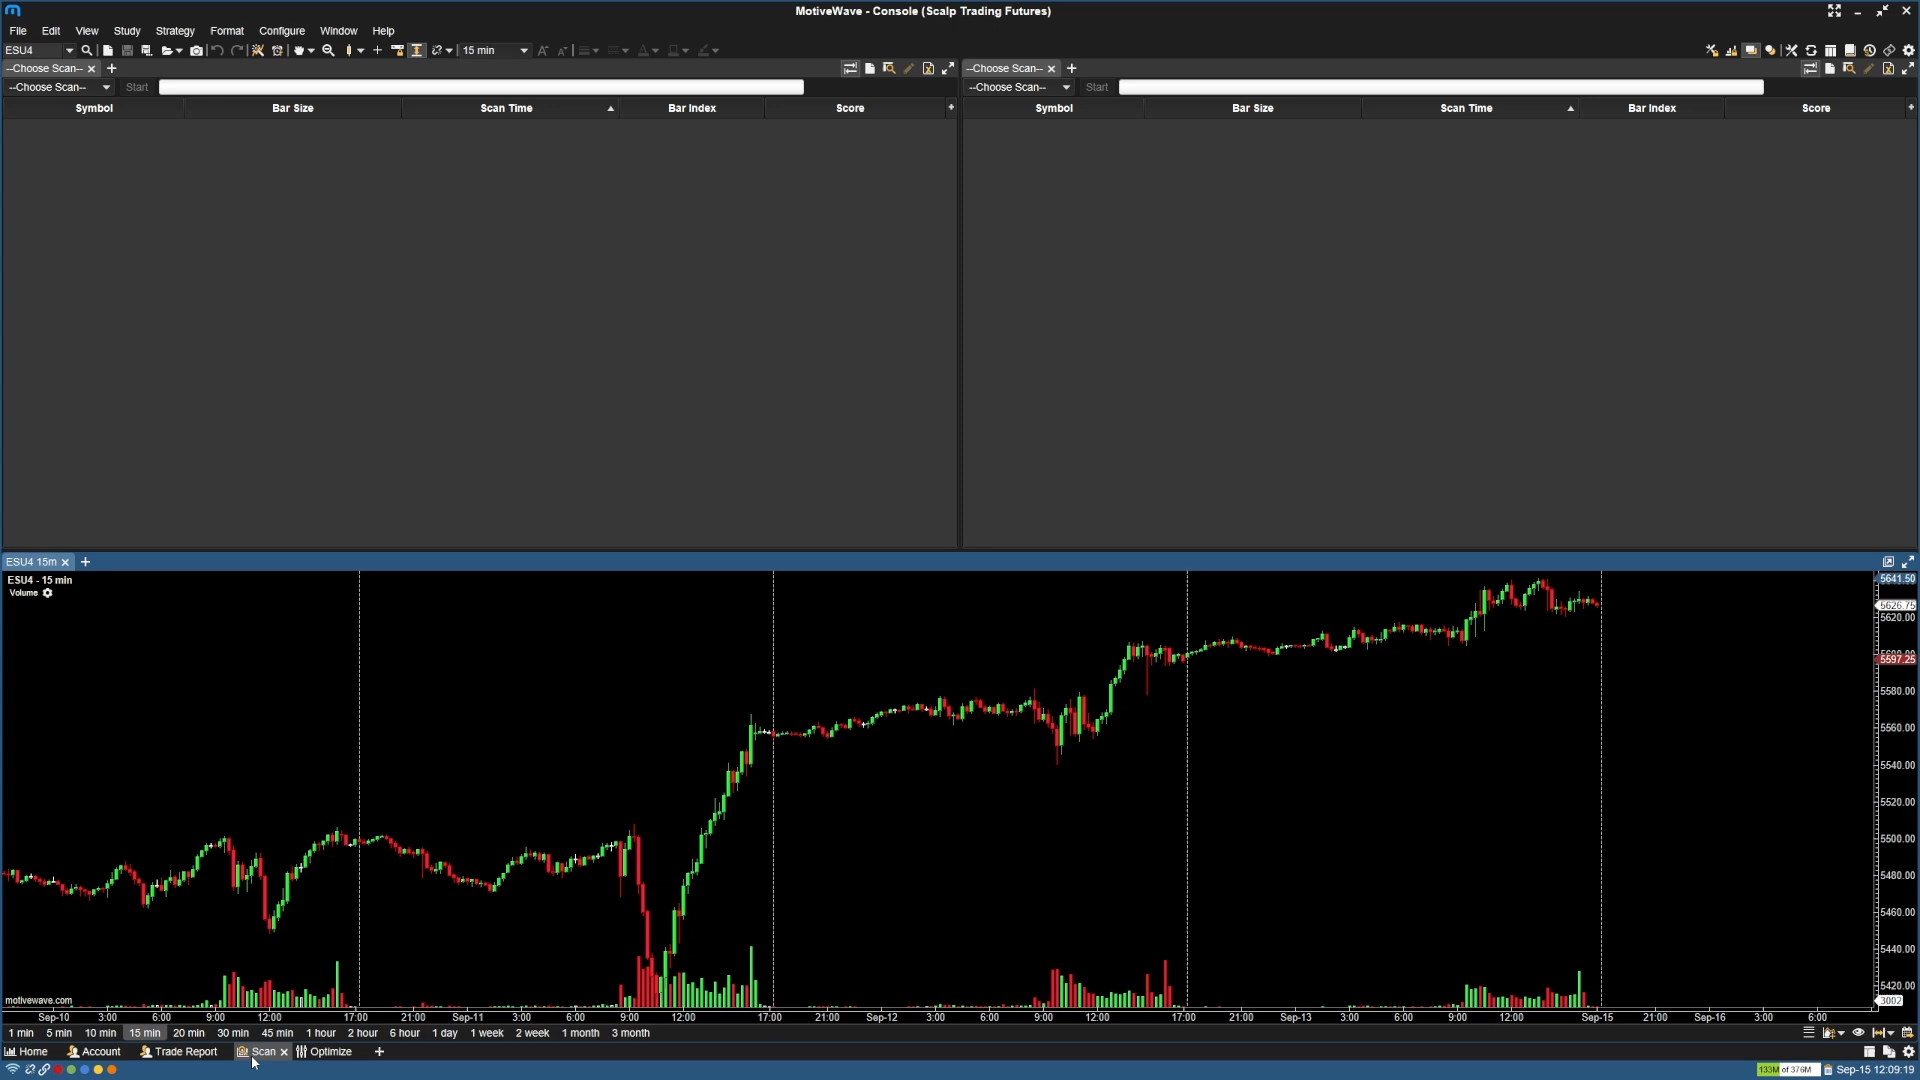 MotiveWave - Console (Scalp Trading Futures)
File Edit View Study Strategy Format Configure Window Help
ESU4 15 min
--Choose Scan-- --Choose Scan--
--Choose Scan-- Start --Choose Scan-- Start
Symbol Bar Size Scan Time Bar Index Score Symbol Bar Size Scan Time Bar Index Score
ESU4 15m
ESU4 - 15 min
Volume
5641.50
5626.75
5620.00
5597.25
5580.00
5560.00
5540.00
5520.00
5500.00
5480.00
5460.00
5440.00
5420.00
3002
motivewave.com
Sep-10 3:00 6:00 9:00 12:00 17:00 21:00 Sep-11 3:00 6:00 9:00 12:00 17:00 21:00 Sep-12 3:00 6:00 9:00 12:00 17:00 21:00 Sep-13 3:00 6:00 9:00 12:00 Sep-15 21:00 Sep-16 3:00 6:00
1 min 5 min 10 min 15 min 20 min 30 min 45 min 1 hour 2 hour 6 hour 1 day 1 week 2 week 1 month 3 month
Home Account Trade Report Scan Optimize
133M of 376M Sep-15 12:09:19